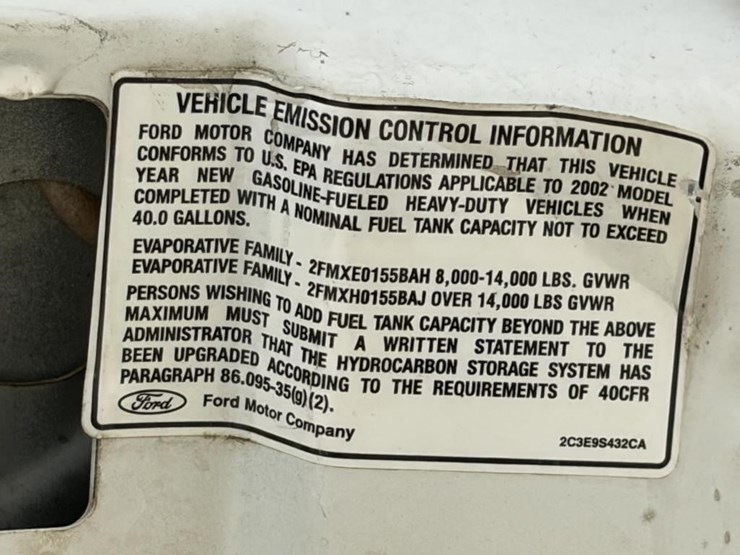 VEHICLE EMISSION CONTROL INFORMATION
FORD MOTOR COMPANY HAS DETERMINED THAT THIS VEHICLE
CONFORMS TO U.S. EPA REGULATIONS APPLICABLE TO 2002 MODEL
YEAR NEW GASOLINE-FUELED HEAVY-DUTY VEHICLES WHEN
COMPLETED WITH A NOMINAL FUEL TANK CAPACITY NOT TO EXCEED
40.0 GALLONS.
EVAPORATIVE FAMILY - 2FMXE0155BAH 8,000-14,000 LBS. GVWR
EVAPORATIVE FAMILY - 2FMXH0155BAJ OVER 14,000 LBS GVWR
PERSONS WISHING TO ADD FUEL TANK CAPACITY BEYOND THE ABOVE
MAXIMUM MUST SUBMIT A WRITTEN STATEMENT TO THE
ADMINISTRATOR THAT THE HYDROCARBON STORAGE SYSTEM HAS
BEEN UPGRADED ACCORDING TO THE REQUIREMENTS OF 40CFR
PARAGRAPH 86.095-35(g)(2).
Ford Ford Motor Company
2C3E9S432CA